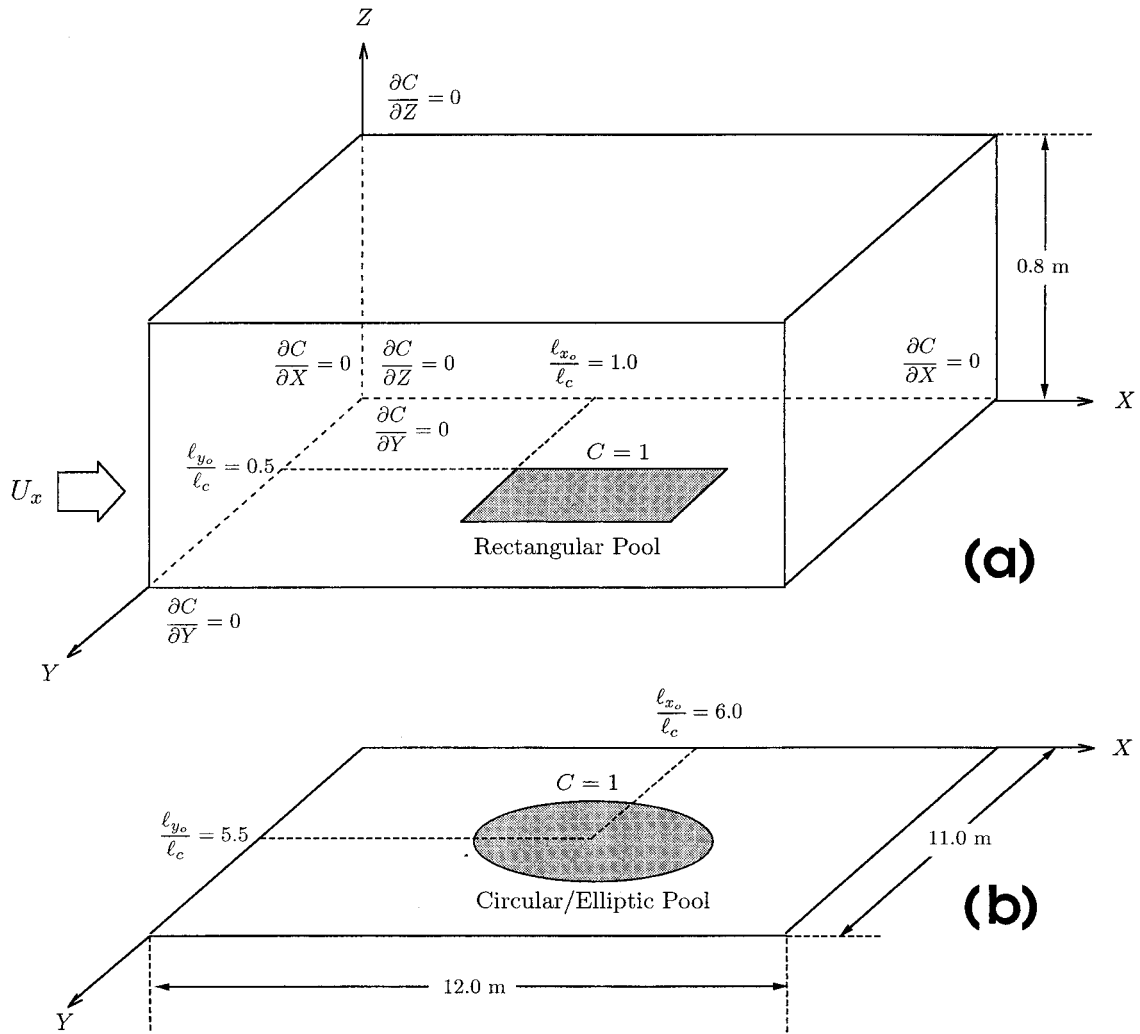 Z
∂C/∂Z = 0
0.8 m
∂C/∂X = 0
∂C/∂Z = 0
ℓ_{x_o}/ℓ_c = 1.0
∂C/∂X = 0
X
∂C/∂Y = 0
ℓ_{y_o}/ℓ_c = 0.5
C = 1
U_x
Rectangular Pool
(a)
∂C/∂Y = 0
Y
ℓ_{x_o}/ℓ_c = 6.0
X
C = 1
ℓ_{y_o}/ℓ_c = 5.5
11.0 m
Circular/Elliptic Pool
(b)
12.0 m
Y